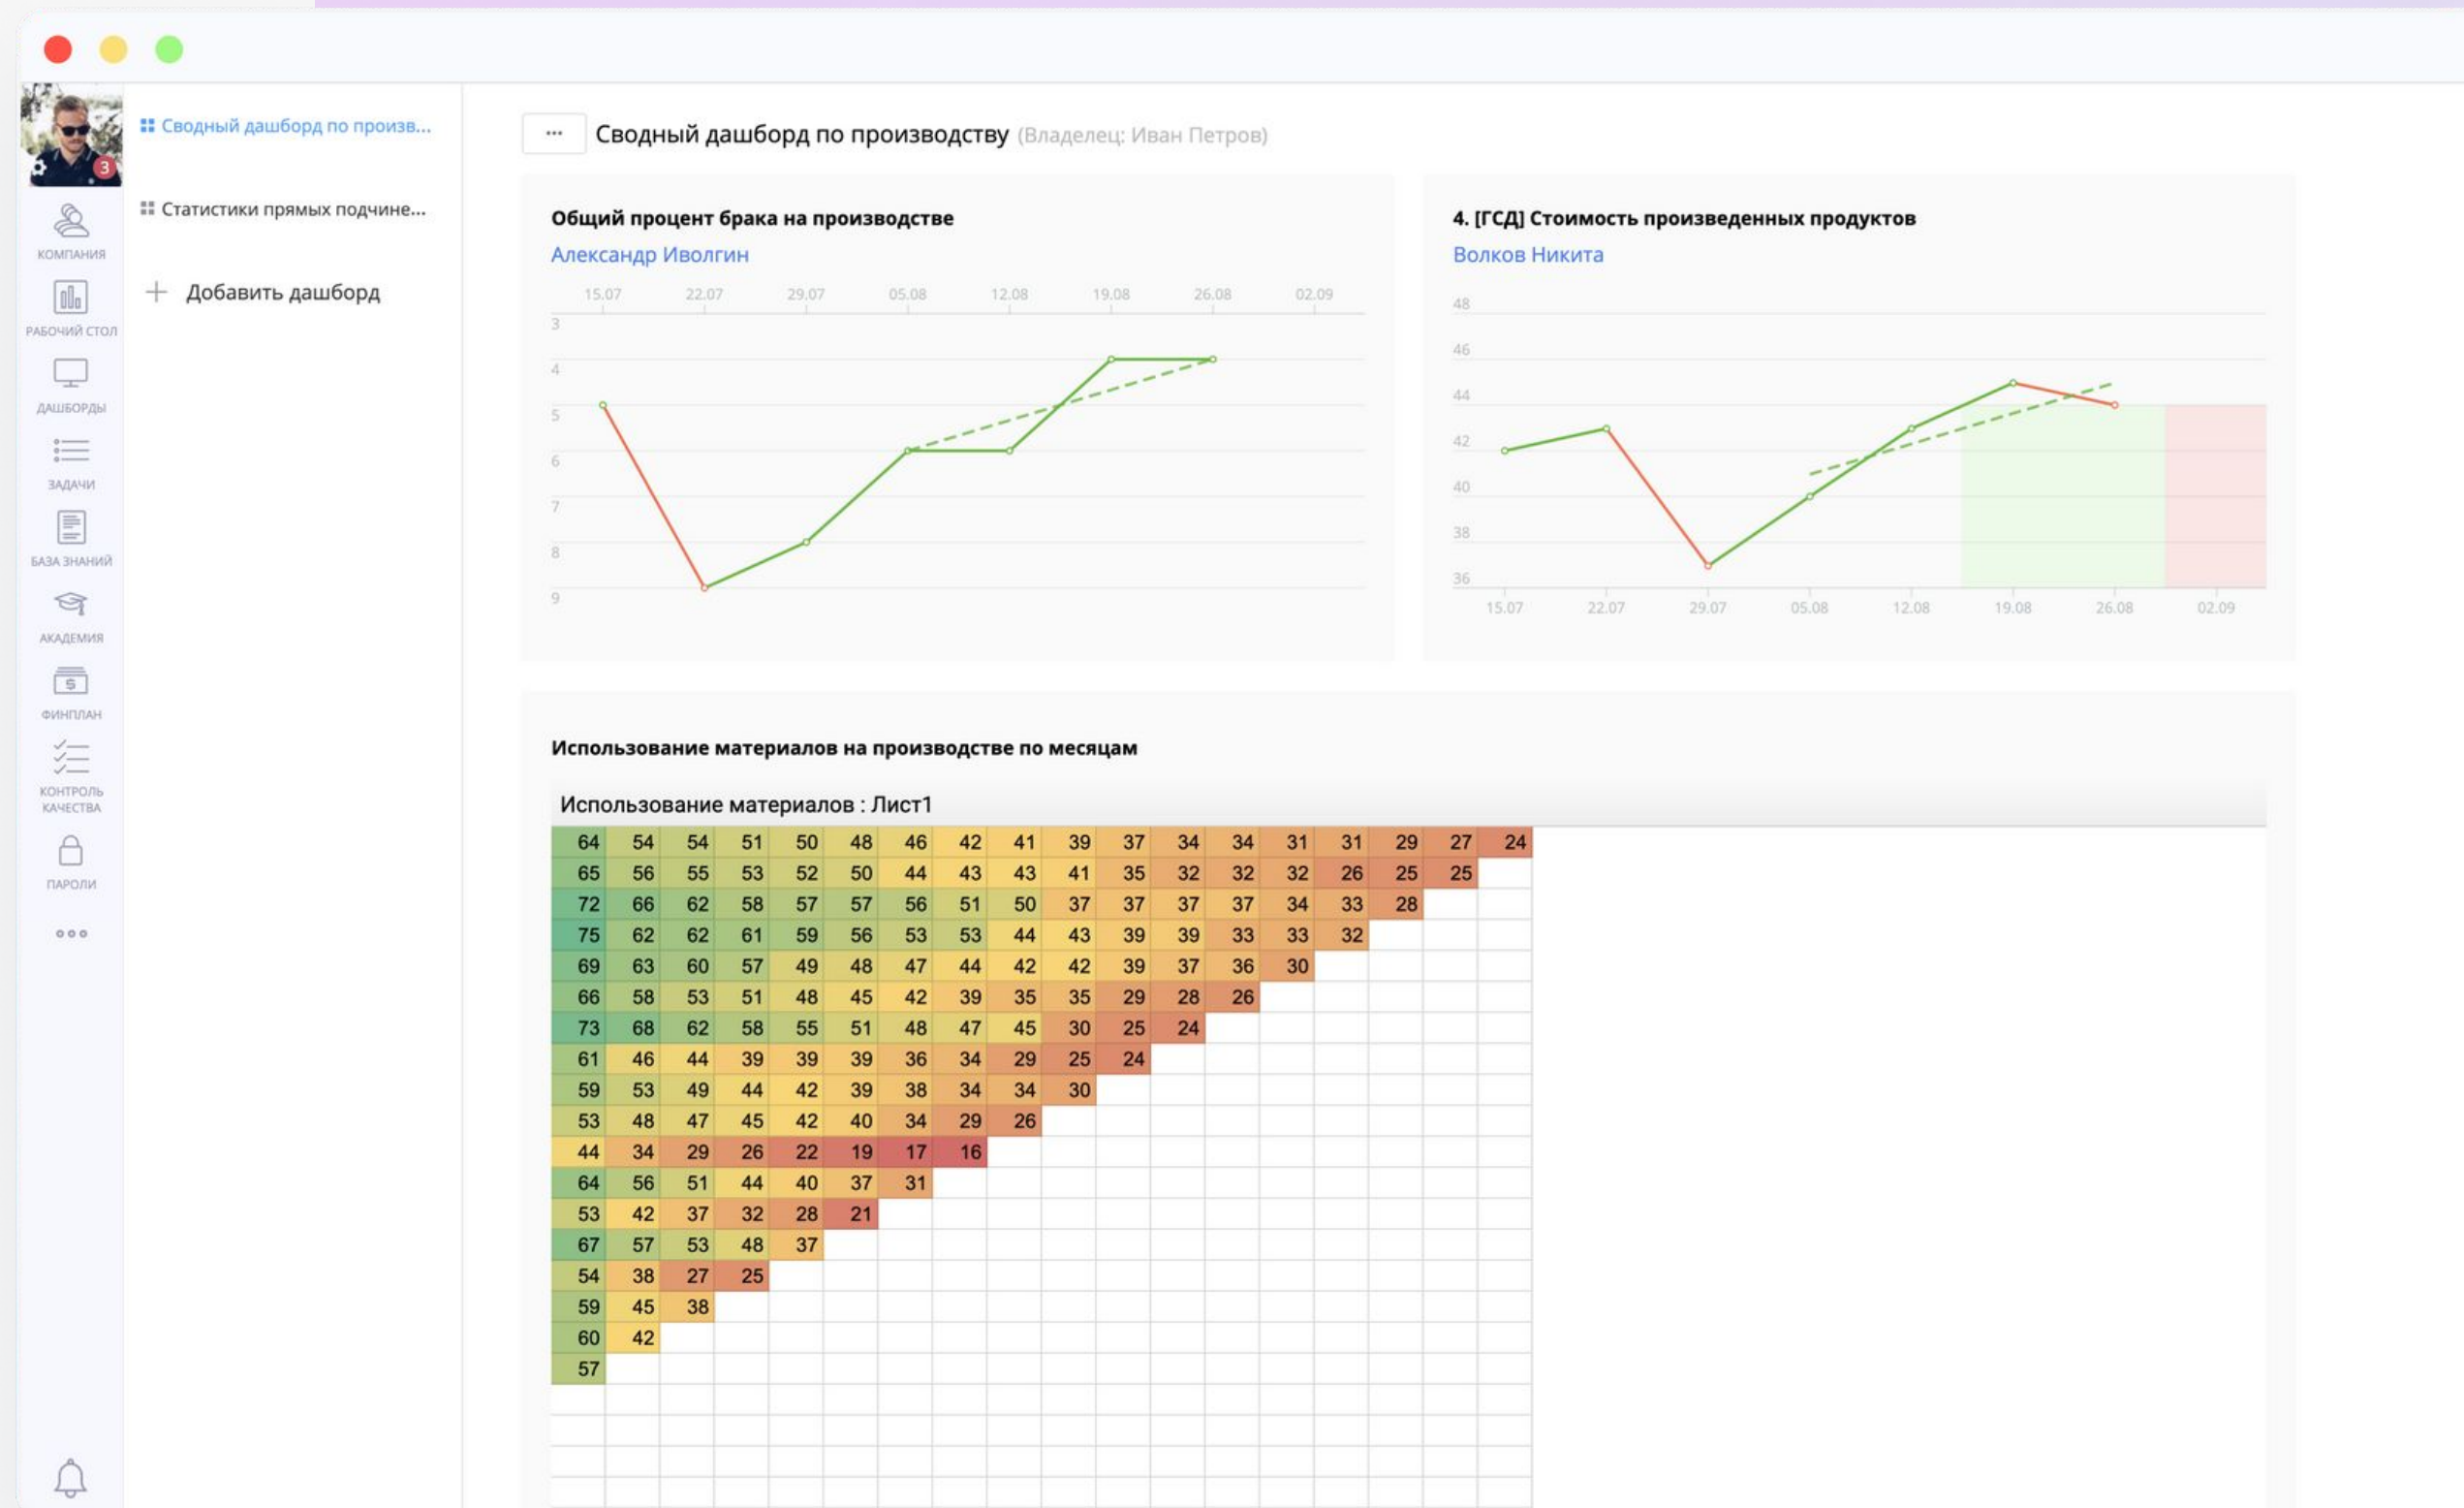 3
КОМПАНИЯ
РАБОЧИЙ СТОЛ
ДАШБОРДЫ
ЗАДАЧИ
БАЗА ЗНАНИЙ
АКАДЕМИЯ
ФИНПЛАН
КОНТРОЛЬ
КАЧЕСТВА
ПАРОЛИ
Сводный дашборд по произв...
Статистики прямых подчине...
+ Добавить дашборд
... Сводный дашборд по производству (Владелец: Иван Петров)
Общий процент брака на производстве
Александр Иволгин
15.07 22.07 29.07 05.08 12.08 19.08 26.08 02.09
3
4
5
6
7
8
9
4. [ГСД] Стоимость произведенных продуктов
Волков Никита
48
46
44
42
40
38
36
15.07 22.07 29.07 05.08 12.08 19.08 26.08 02.09
Использование материалов на производстве по месяцам
Использование материалов : Лист1
64 54 54 51 50 48 46 42 41 39 37 34 34 31 31 29 27 24
65 56 55 53 52 50 44 43 43 41 35 32 32 32 26 25 25
72 66 62 58 57 57 56 51 50 37 37 37 37 34 33 28
75 62 62 61 59 56 53 53 44 43 39 39 33 33 32
69 63 60 57 49 48 47 44 42 42 39 37 36 30
66 58 53 51 48 45 42 39 35 35 29 28 26
73 68 62 58 55 51 48 47 45 30 25 24
61 46 44 39 39 39 36 34 29 25 24
59 53 49 44 42 39 38 34 34 30
53 48 47 45 42 40 34 29 26
44 34 29 26 22 19 17 16
64 56 51 44 40 37 31
53 42 37 32 28 21
67 57 53 48 37
54 38 27 25
59 45 38
60 42
57